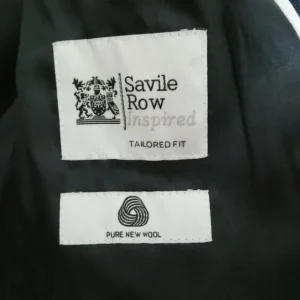 Savile
Row
Inspired
TAILORED FIT
PURE NEW WOOL